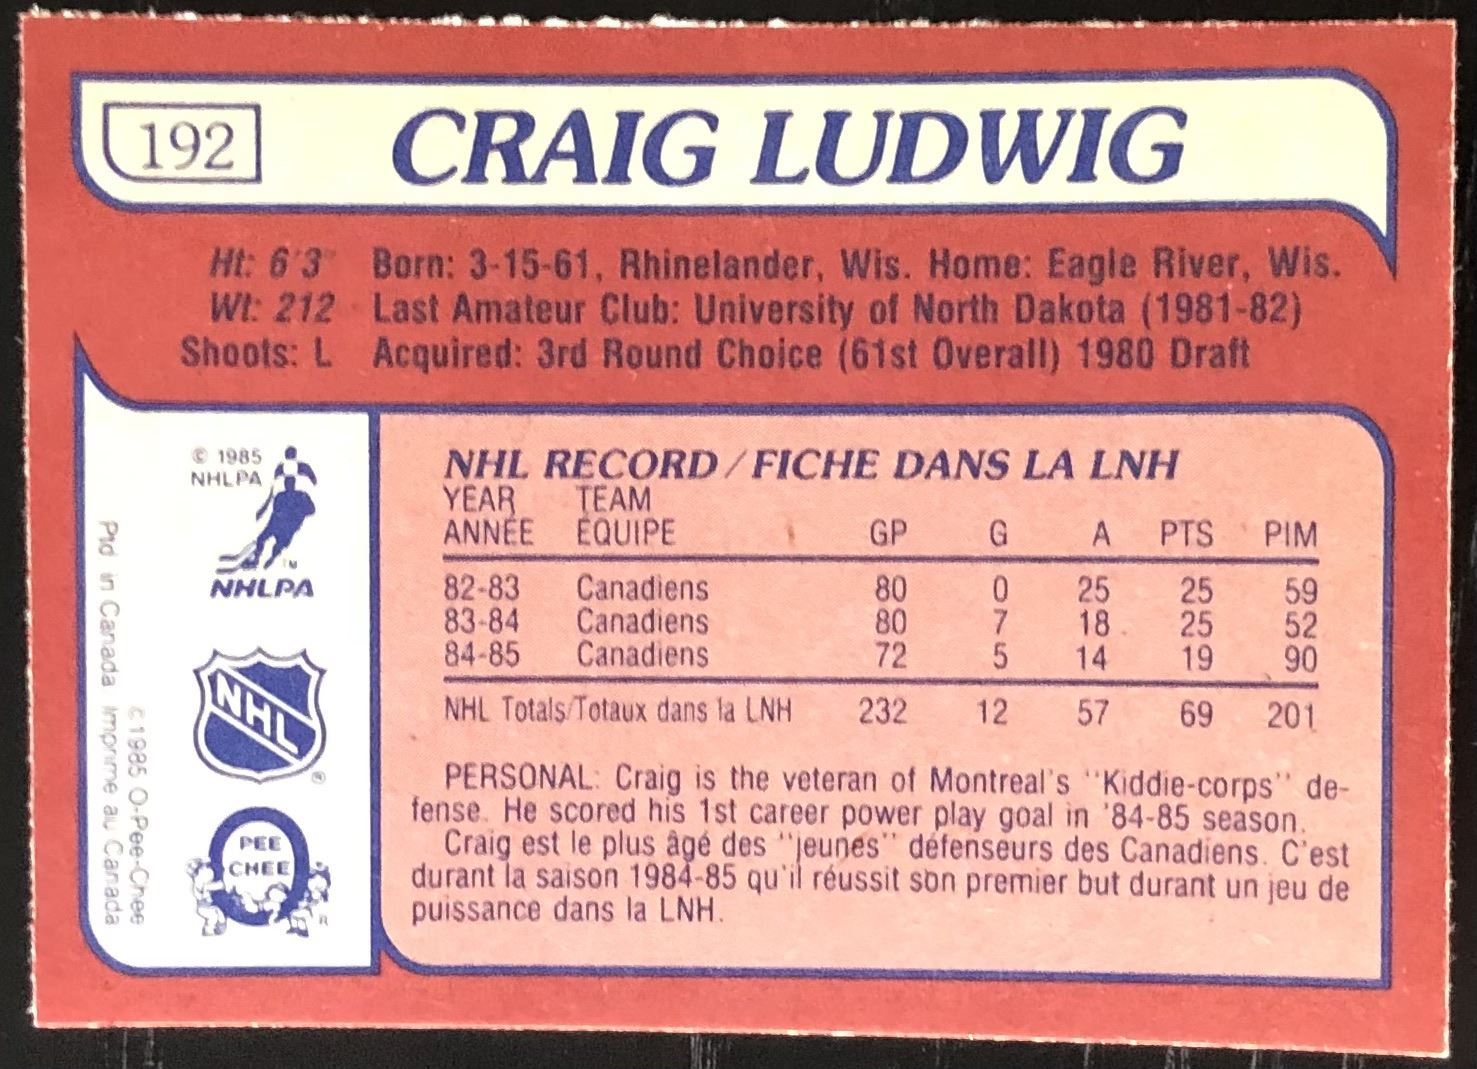 192 CRAIG LUDWIG
Ht: 6'3" Born: 3-15-61, Rhinelander, Wis. Home: Eagle River, Wis.
Wt: 212 Last Amateur Club: University of North Dakota (1981-82)
Shoots: L Acquired: 3rd Round Choice (61st Overall) 1980 Draft
© 1985
NHLPA
TM
NHLPA
NHL
®
PEE
CHEE
R
Ptd in Canada Imprimé au Canada
© 1985 O-Pee-Chee
NHL RECORD/FICHE DANS LA LNH
YEAR TEAM
ANNÉE ÉQUIPE GP G A PTS PIM
82-83 Canadiens 80 0 25 25 59
83-84 Canadiens 80 7 18 25 52
84-85 Canadiens 72 5 14 19 90
NHL Totals/Totaux dans la LNH 232 12 57 69 201
PERSONAL: Craig is the veteran of Montreal's "Kiddie-corps" de-
fense. He scored his 1st career power play goal in '84-85 season.
Craig est le plus âgé des "jeunes" défenseurs des Canadiens. C'est
durant la saison 1984-85 qu'il réussit son premier but durant un jeu de
puissance dans la LNH.